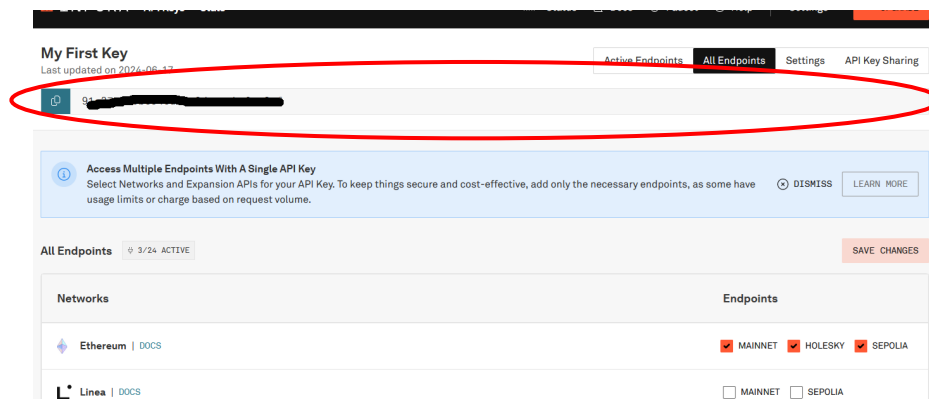 My First Key
Last updated on 2024-06-17
Active Endpoints All Endpoints Settings API Key Sharing
Access Multiple Endpoints With A Single API Key
Select Networks and Expansion APIs for your API Key. To keep things secure and cost-effective, add only the necessary endpoints, as some have
usage limits or charge based on request volume.
DISMISS LEARN MORE
All Endpoints 3/24 ACTIVE SAVE CHANGES
Networks Endpoints
Ethereum | DOCS MAINNET HOLESKY SEPOLIA
Linea | DOCS MAINNET SEPOLIA